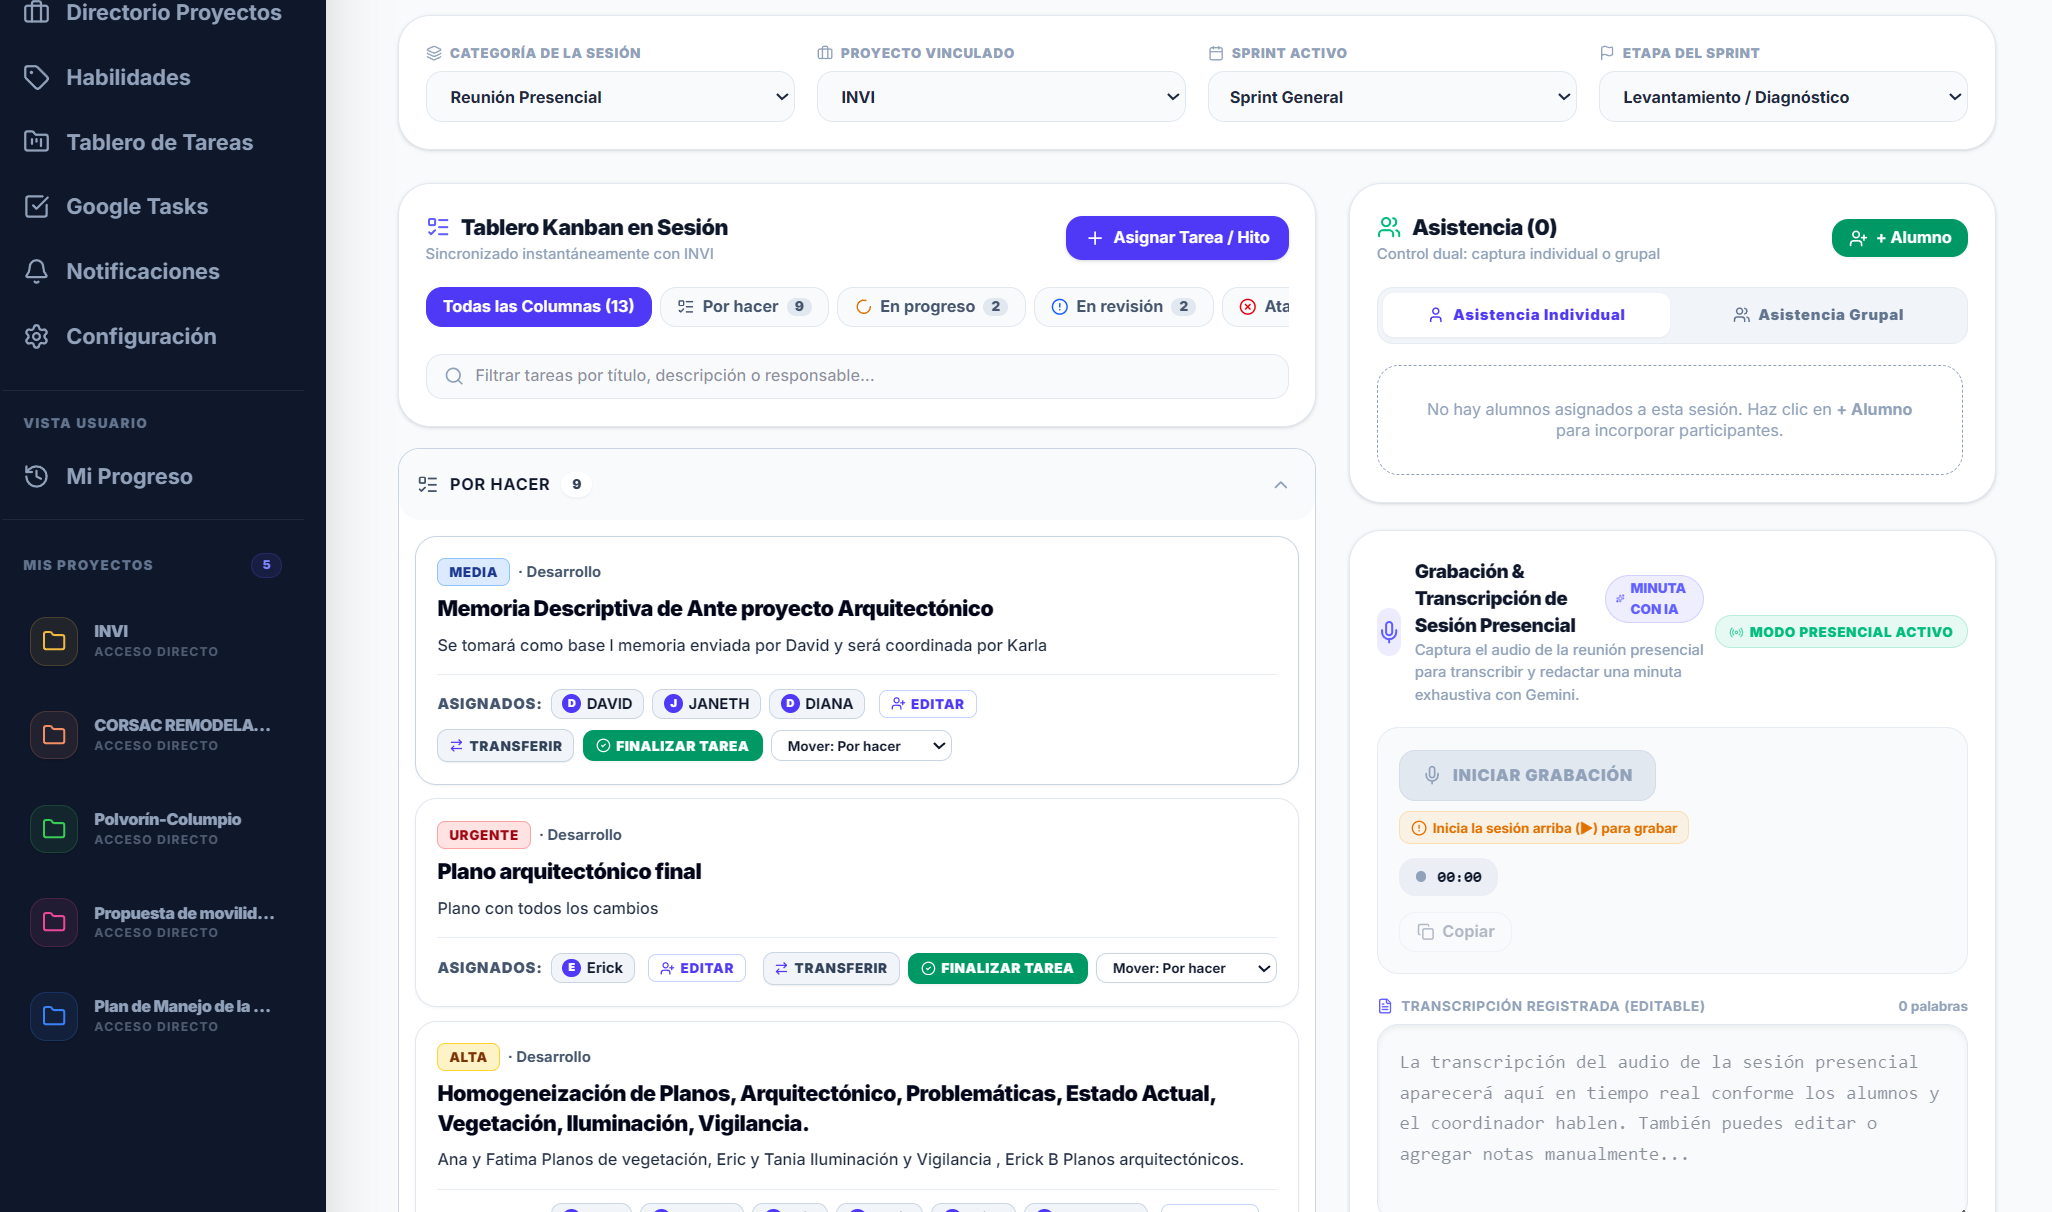 Directorio Proyectos
Habilidades
Tablero de Tareas
Google Tasks
Notificaciones
Configuración
VISTA USUARIO
Mi Progreso
MIS PROYECTOS 5
INVI
ACCESO DIRECTO
CORSAC REMODELA...
ACCESO DIRECTO
Polvorín-Columpio
ACCESO DIRECTO
Propuesta de movilid...
ACCESO DIRECTO
Plan de Manejo de la ...
ACCESO DIRECTO
CATEGORÍA DE LA SESIÓN
Reunión Presencial
PROYECTO VINCULADO
INVI
SPRINT ACTIVO
Sprint General
ETAPA DEL SPRINT
Levantamiento / Diagnóstico
Tablero Kanban en Sesión
Sincronizado instantáneamente con INVI
+ Asignar Tarea / Hito
Todas las Columnas (13) Por hacer 9 En progreso 2 En revisión 2 Ata
Filtrar tareas por título, descripción o responsable...
POR HACER 9
MEDIA · Desarrollo
Memoria Descriptiva de Ante proyecto Arquitectónico
Se tomará como base l memoria enviada por David y será coordinada por Karla
ASIGNADOS: D DAVID J JANETH D DIANA EDITAR
TRANSFERIR FINALIZAR TAREA Mover: Por hacer
URGENTE · Desarrollo
Plano arquitectónico final
Plano con todos los cambios
ASIGNADOS: E Erick EDITAR TRANSFERIR FINALIZAR TAREA Mover: Por hacer
ALTA · Desarrollo
Homogeneización de Planos, Arquitectónico, Problemáticas, Estado Actual,
Vegetación, Iluminación, Vigilancia.
Ana y Fatima Planos de vegetación, Eric y Tania Iluminación y Vigilancia , Erick B Planos arquitectónicos.
Asistencia (0)
Control dual: captura individual o grupal
+ Alumno
Asistencia Individual Asistencia Grupal
No hay alumnos asignados a esta sesión. Haz clic en + Alumno
para incorporar participantes.
Grabación &
Transcripción de
Sesión Presencial
MINUTA
CON IA
Captura el audio de la reunión presencial
para transcribir y redactar una minuta
exhaustiva con Gemini.
MODO PRESENCIAL ACTIVO
INICIAR GRABACIÓN
Inicia la sesión arriba (▶) para grabar
00:00
Copiar
TRANSCRIPCIÓN REGISTRADA (EDITABLE) 0 palabras
La transcripción del audio de la sesión presencial
aparecerá aquí en tiempo real conforme los alumnos y
el coordinador hablen. También puedes editar o
agregar notas manualmente...